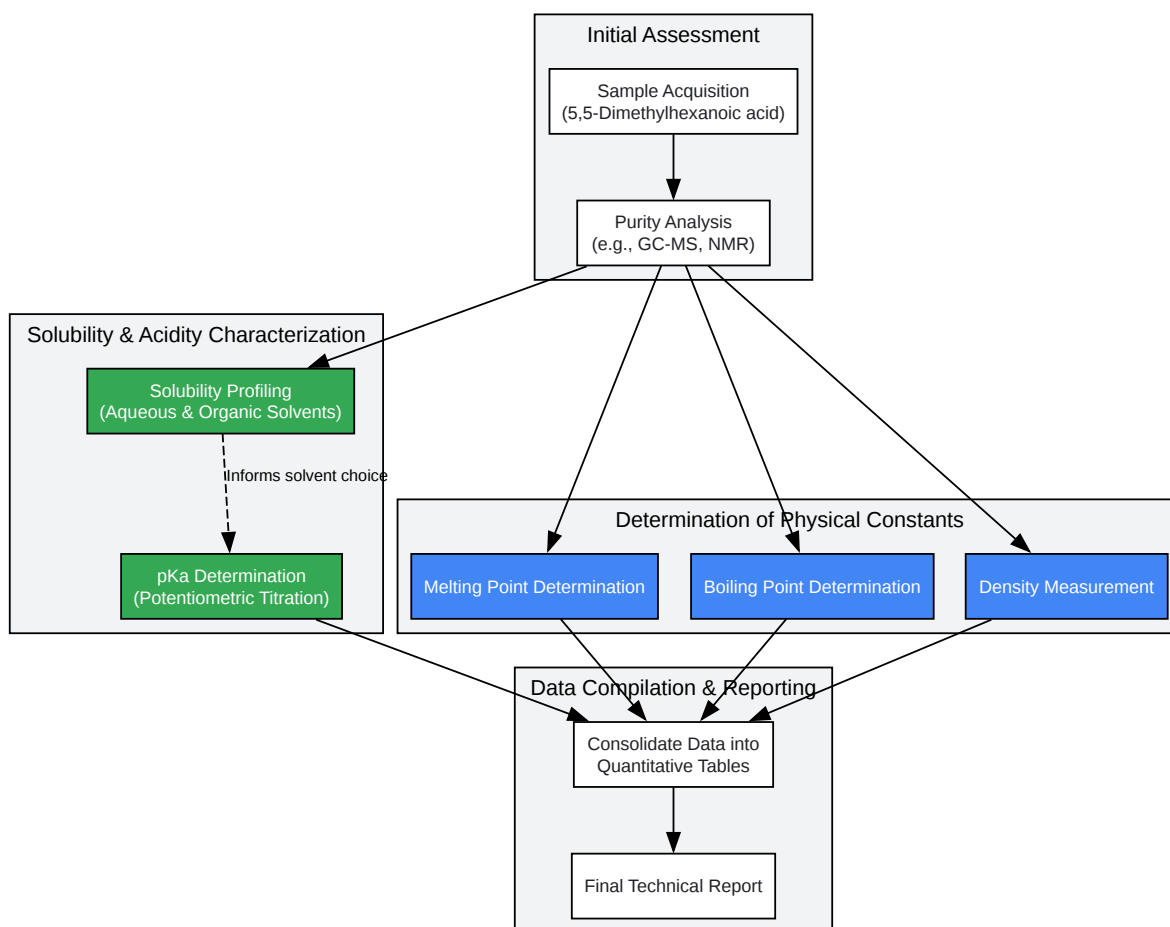 Initial Assessment
Sample Acquisition
(5,5-Dimethylhexanoic acid)
Purity Analysis
(e.g., GC-MS, NMR)
Solubility & Acidity Characterization
Solubility Profiling
(Aqueous & Organic Solvents)
Informs solvent choice
pKa Determination
(Potentiometric Titration)
Determination of Physical Constants
Melting Point Determination
Boiling Point Determination
Density Measurement
Data Compilation & Reporting
Consolidate Data into
Quantitative Tables
Final Technical Report